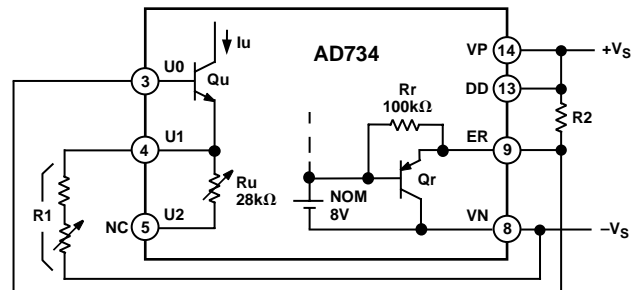 Iu
AD734
U0
3
Qu
VP
14
+VS
DD
13
Rr
100kΩ
R2
U1
4
ER
9
Ru
28kΩ
Qr
R1
NOM
8V
NC
5
U2
VN
8
−VS